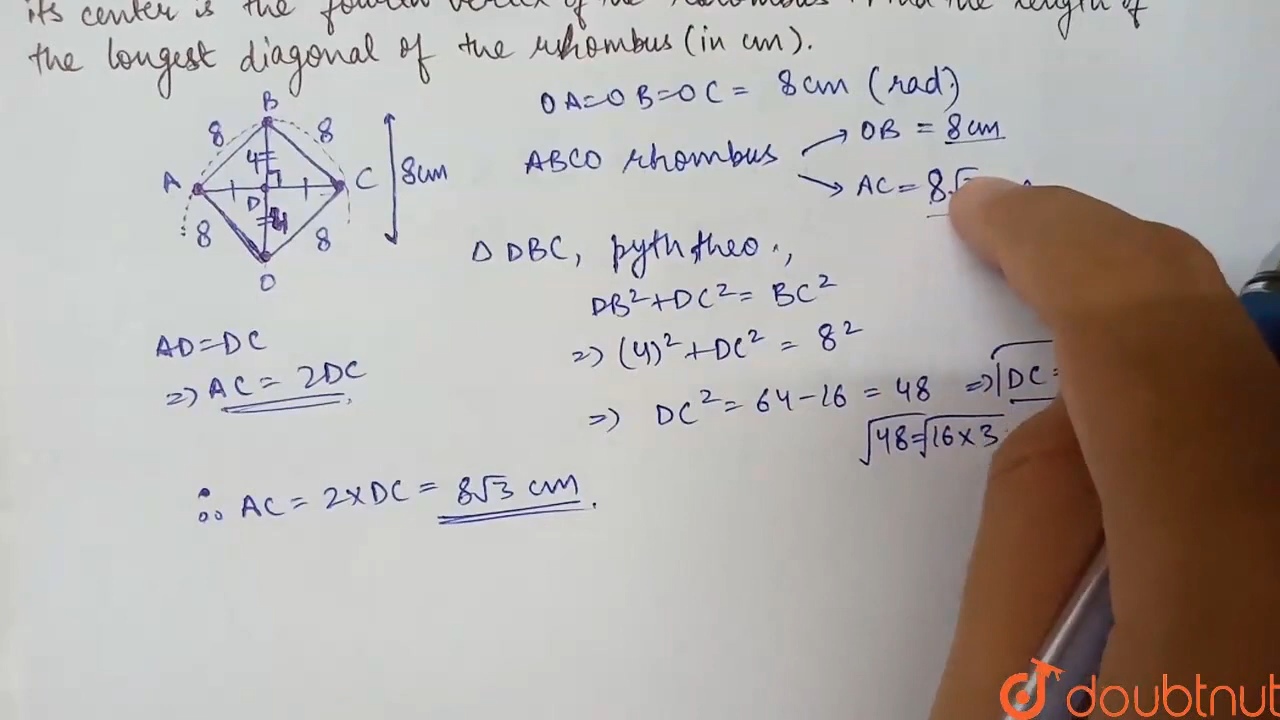 its center is the fourth vertex of the rhombus. Find the length of
the longest diagonal of the rhombus (in cm).
OA=OB=OC= 8cm (rad)
ABCO rhombus
OB = 8cm
AC= 8√
B
8 8
4
A C
8cm
D
4
8 8
O
Δ DBC, pyth, theo.,
DB²+DC²= BC²
AD=DC
=> AC = 2DC
=> (4)²+DC² = 8²
=> DC² = 64-16 = 48 => DC =
√48=√16×3
∴ AC = 2×DC = 8√3 cm.
doubtnut